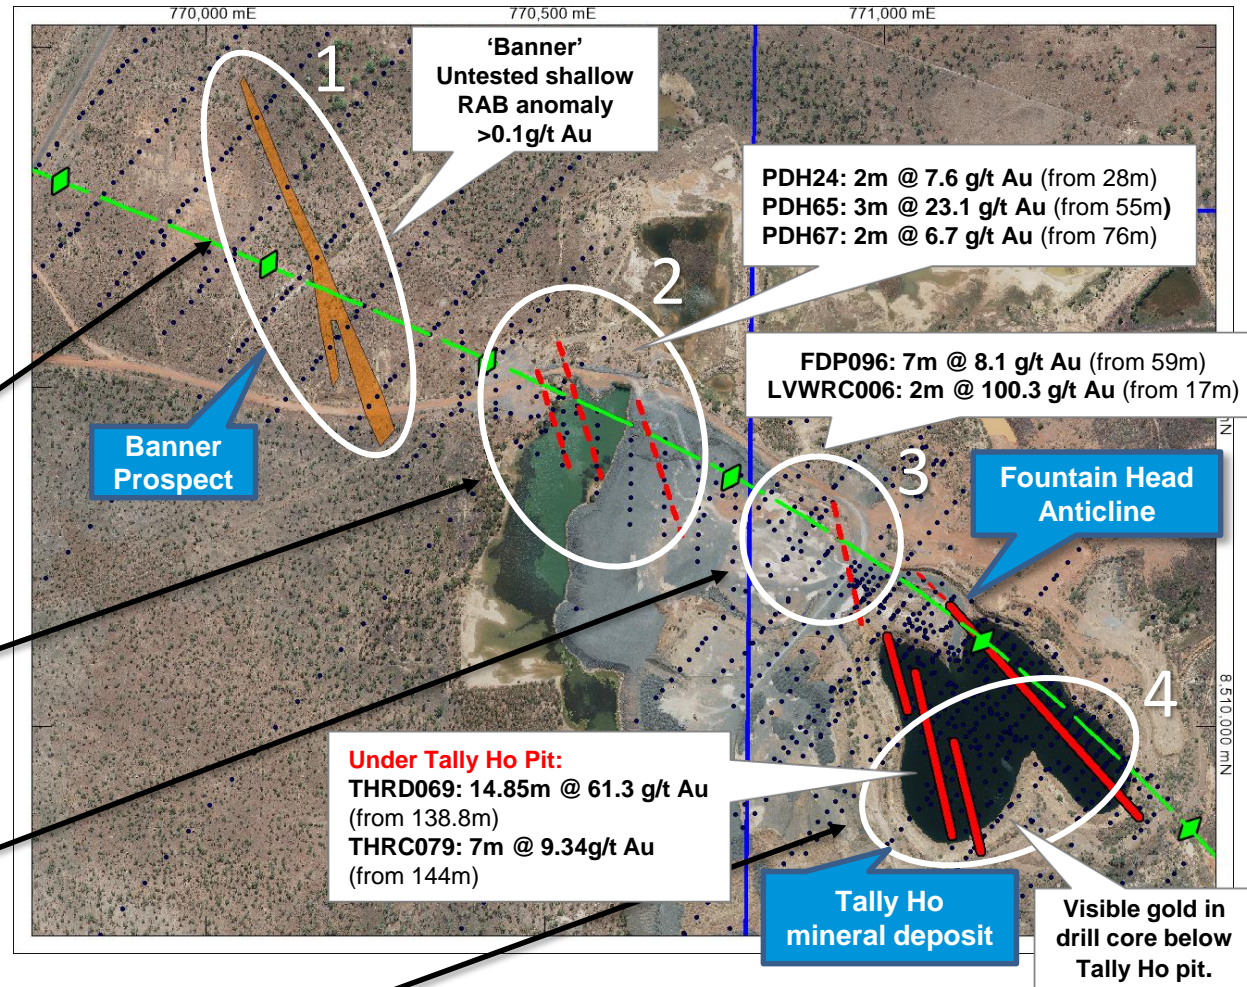 770,000 mE
770,500 mE
771,000 mE
1
‘Banner’
Untested shallow
RAB anomaly
>0.1g/t Au
PDH24: 2m @ 7.6 g/t Au (from 28m)
PDH65: 3m @ 23.1 g/t Au (from 55m)
PDH67: 2m @ 6.7 g/t Au (from 76m)
2
FDP096: 7m @ 8.1 g/t Au (from 59m)
LVWRC006: 2m @ 100.3 g/t Au (from 17m)
mN
Banner
Prospect
3
Fountain Head
Anticline
4
8,510,000 mN
Under Tally Ho Pit:
THRD069: 14.85m @ 61.3 g/t Au
(from 138.8m)
THRC079: 7m @ 9.34g/t Au
(from 144m)
Tally Ho
mineral deposit
Visible gold in
drill core below
Tally Ho pit.